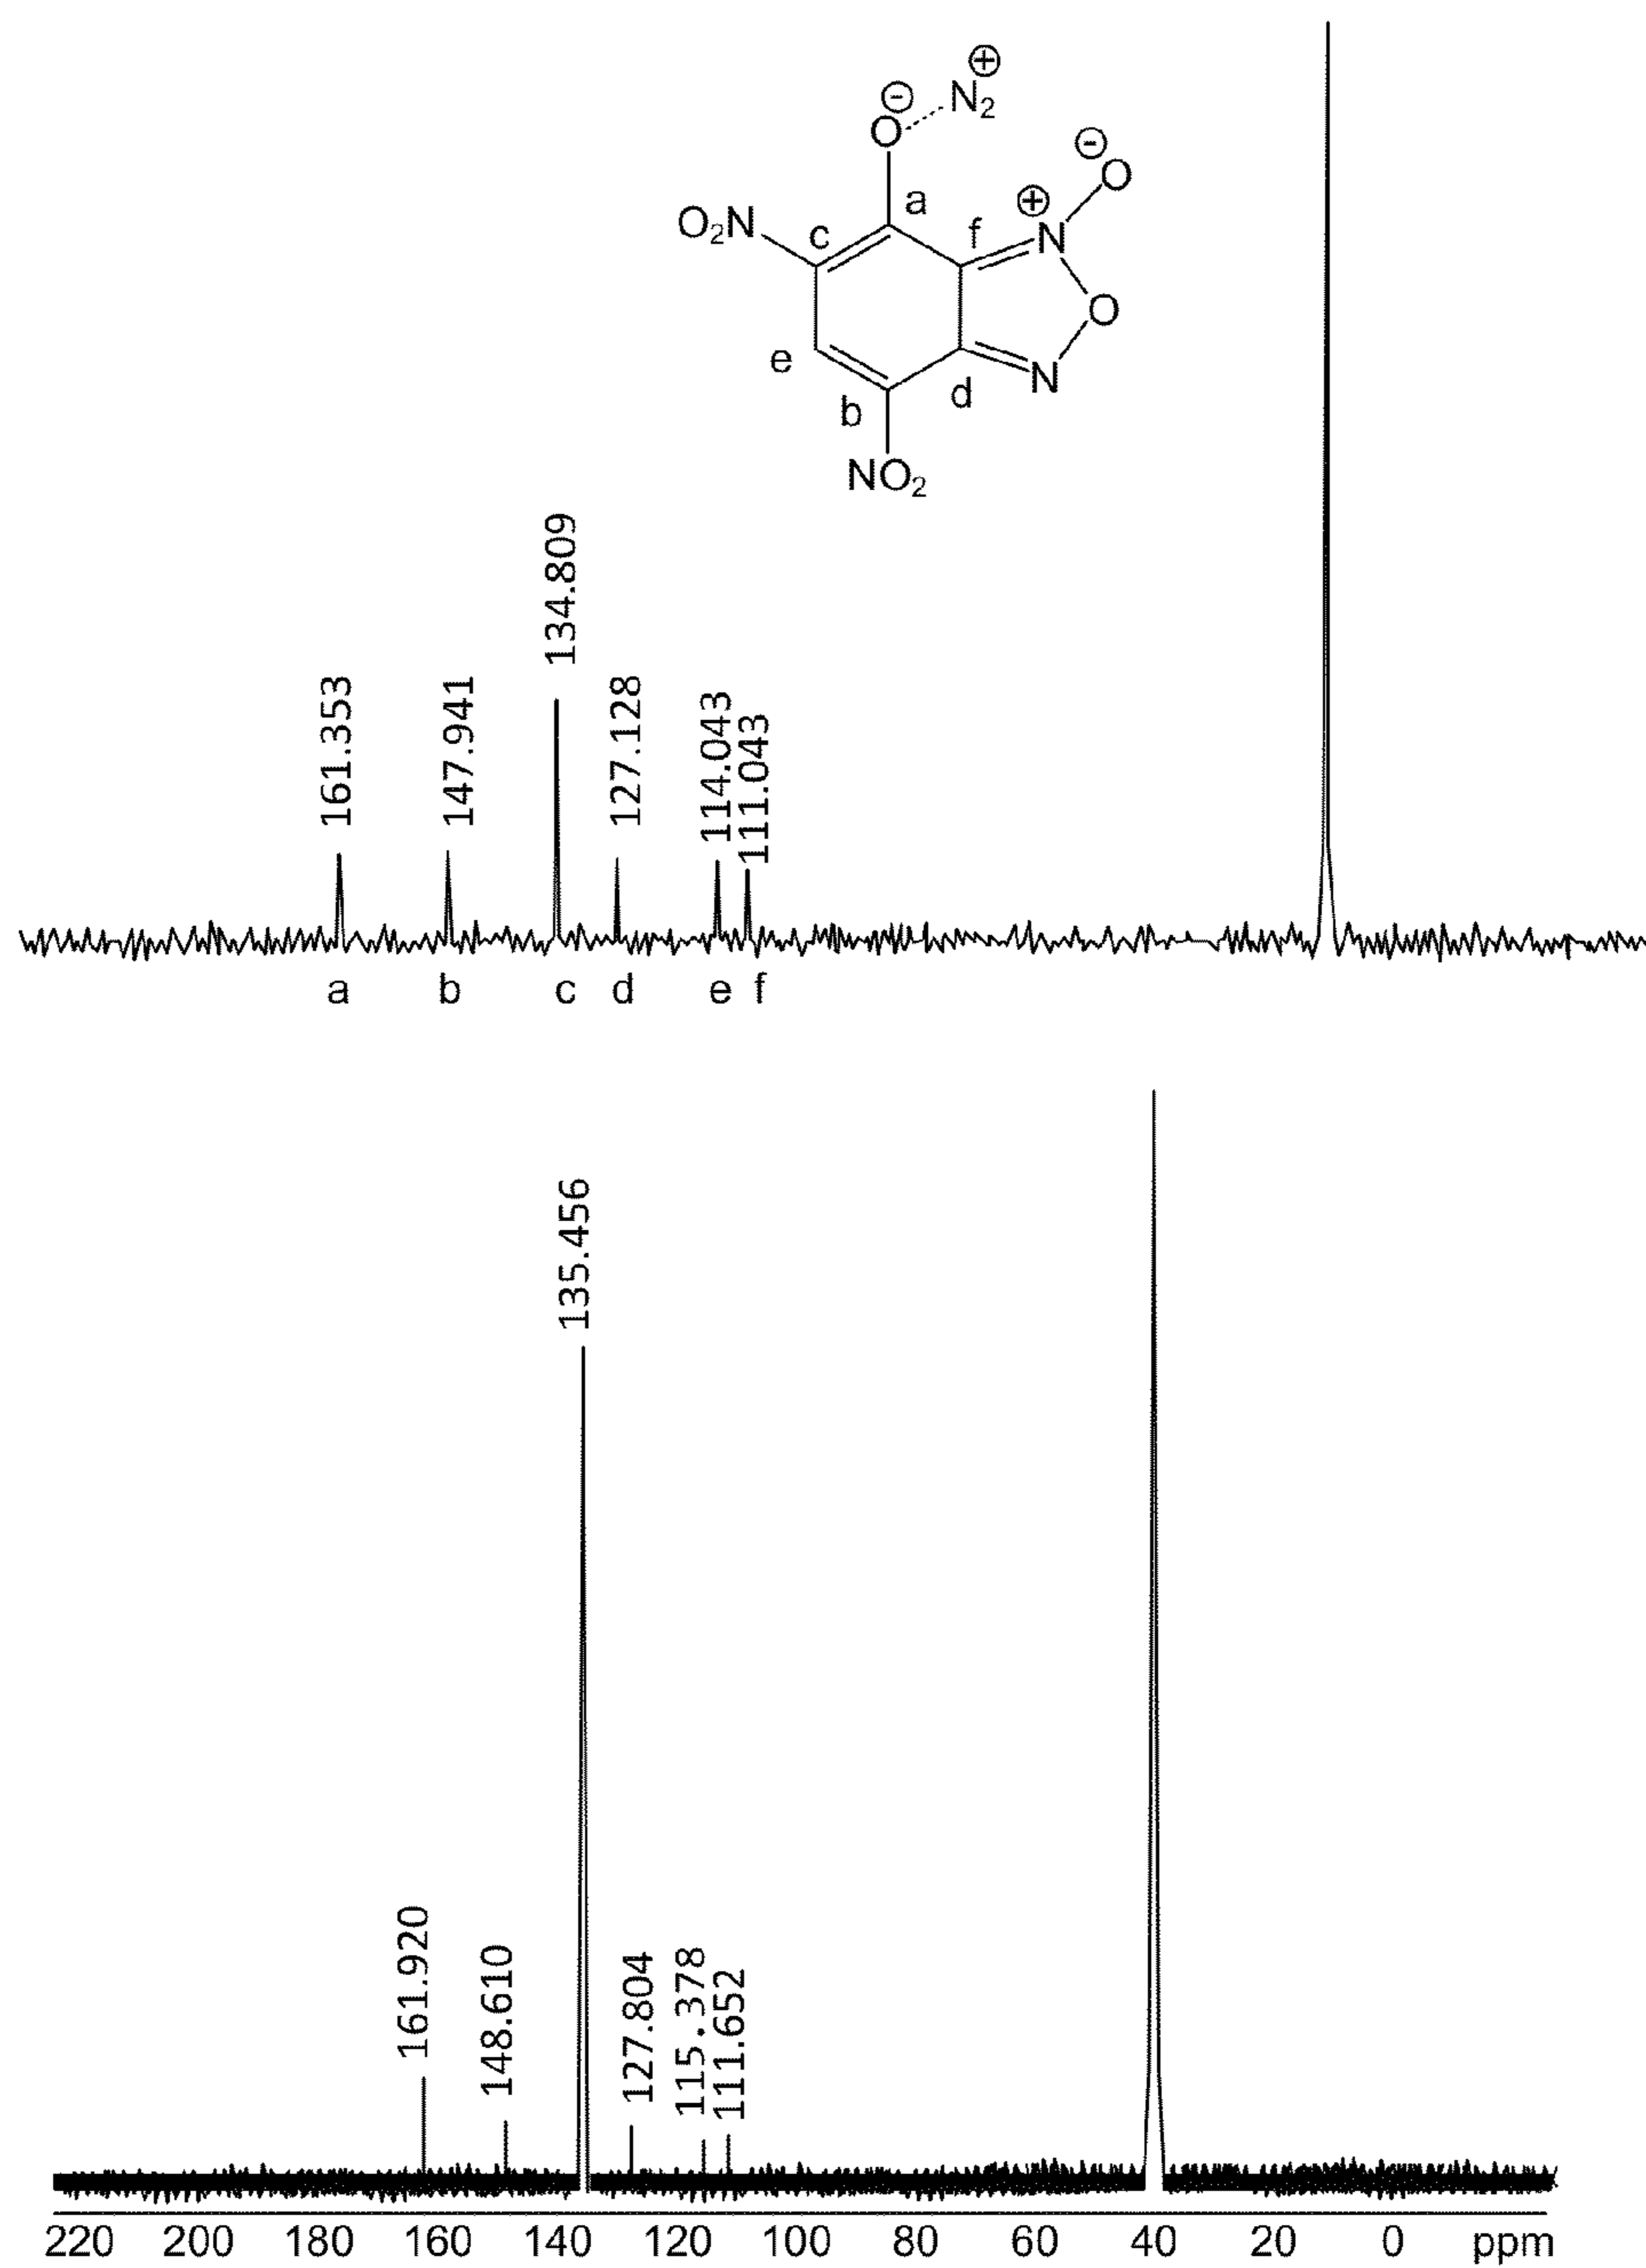 ⊖ N₂ ⊕
O
⊖
O
a
⊕
O₂N c f N
O
e d N
b
NO₂
134.809
161.353 147.941 127.128 114.043 111.043
a b c d e f
135.456
161.920 148.610 127.804 115.378 111.652
220 200 180 160 140 120 100 80 60 40 20 0 ppm